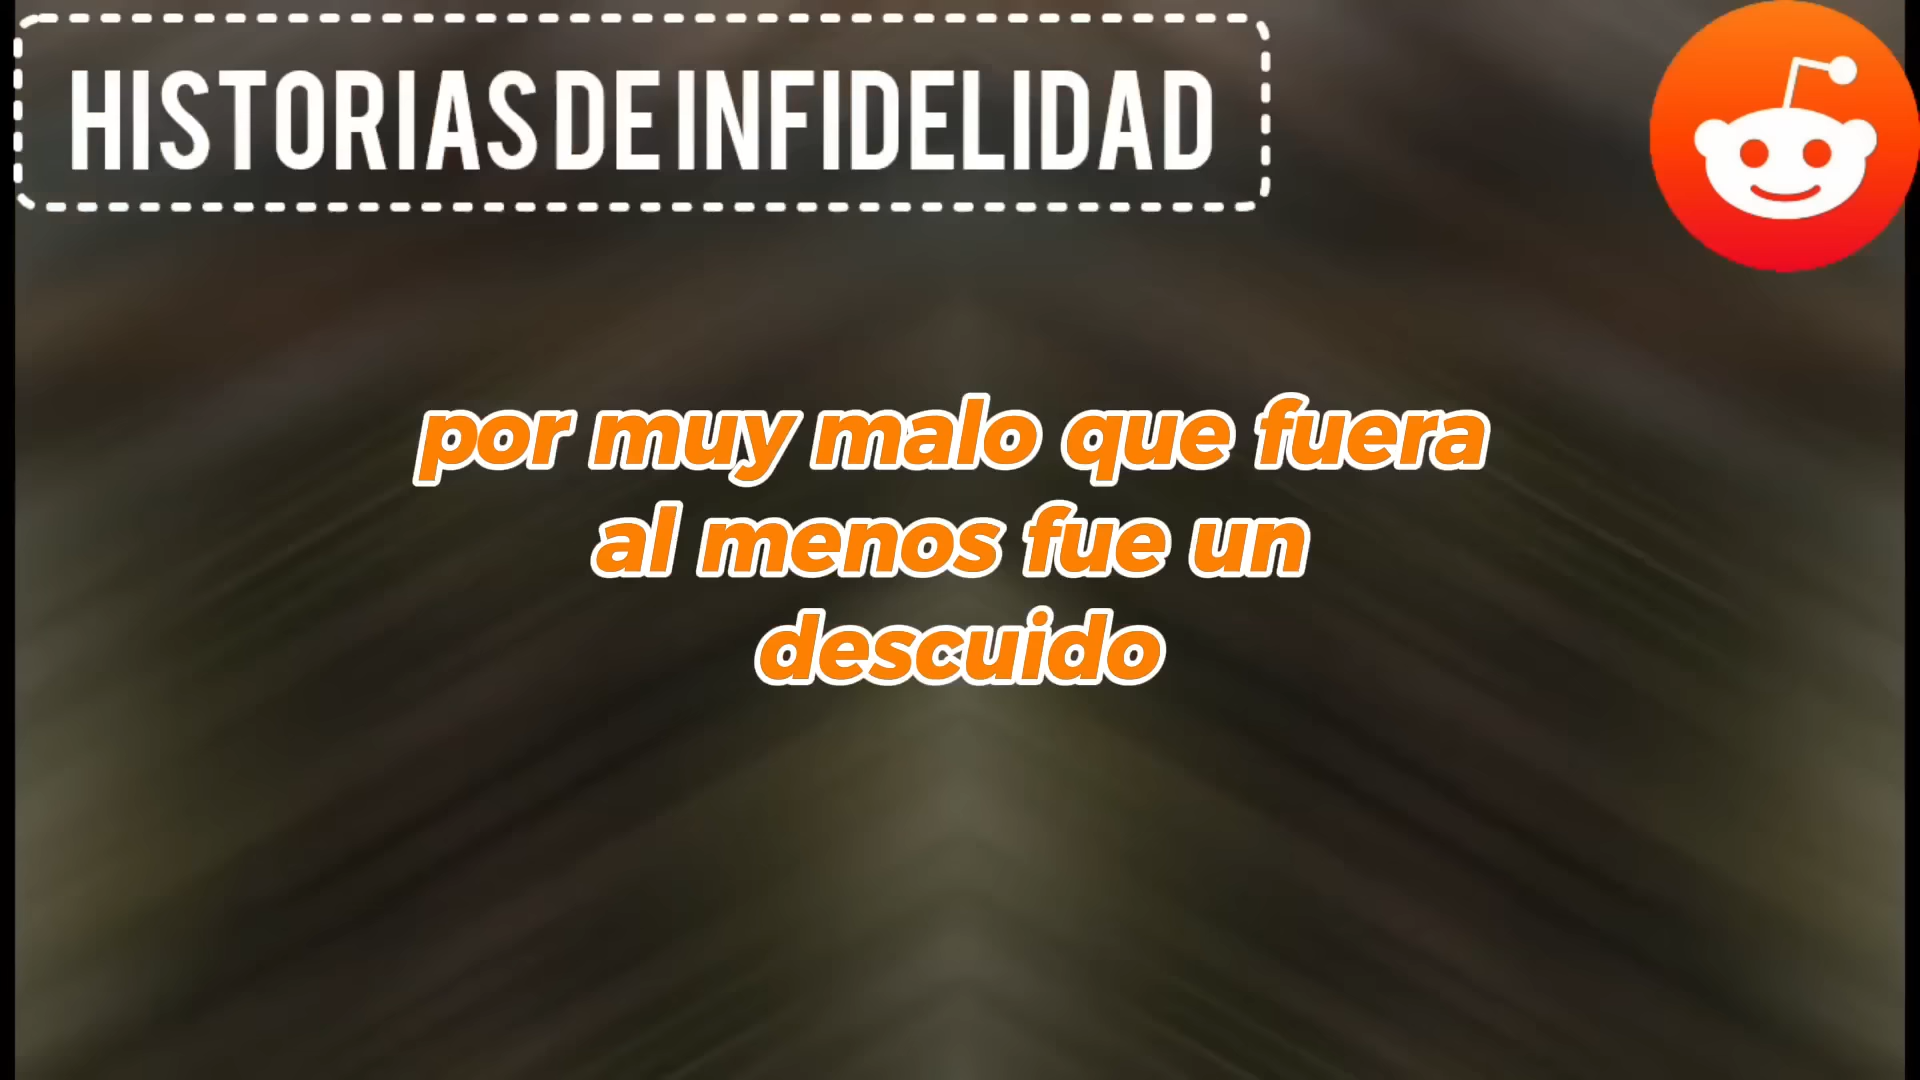 HISTORIAS DE INFIDELIDAD
por muy malo que fuera
al menos fue un
descuido